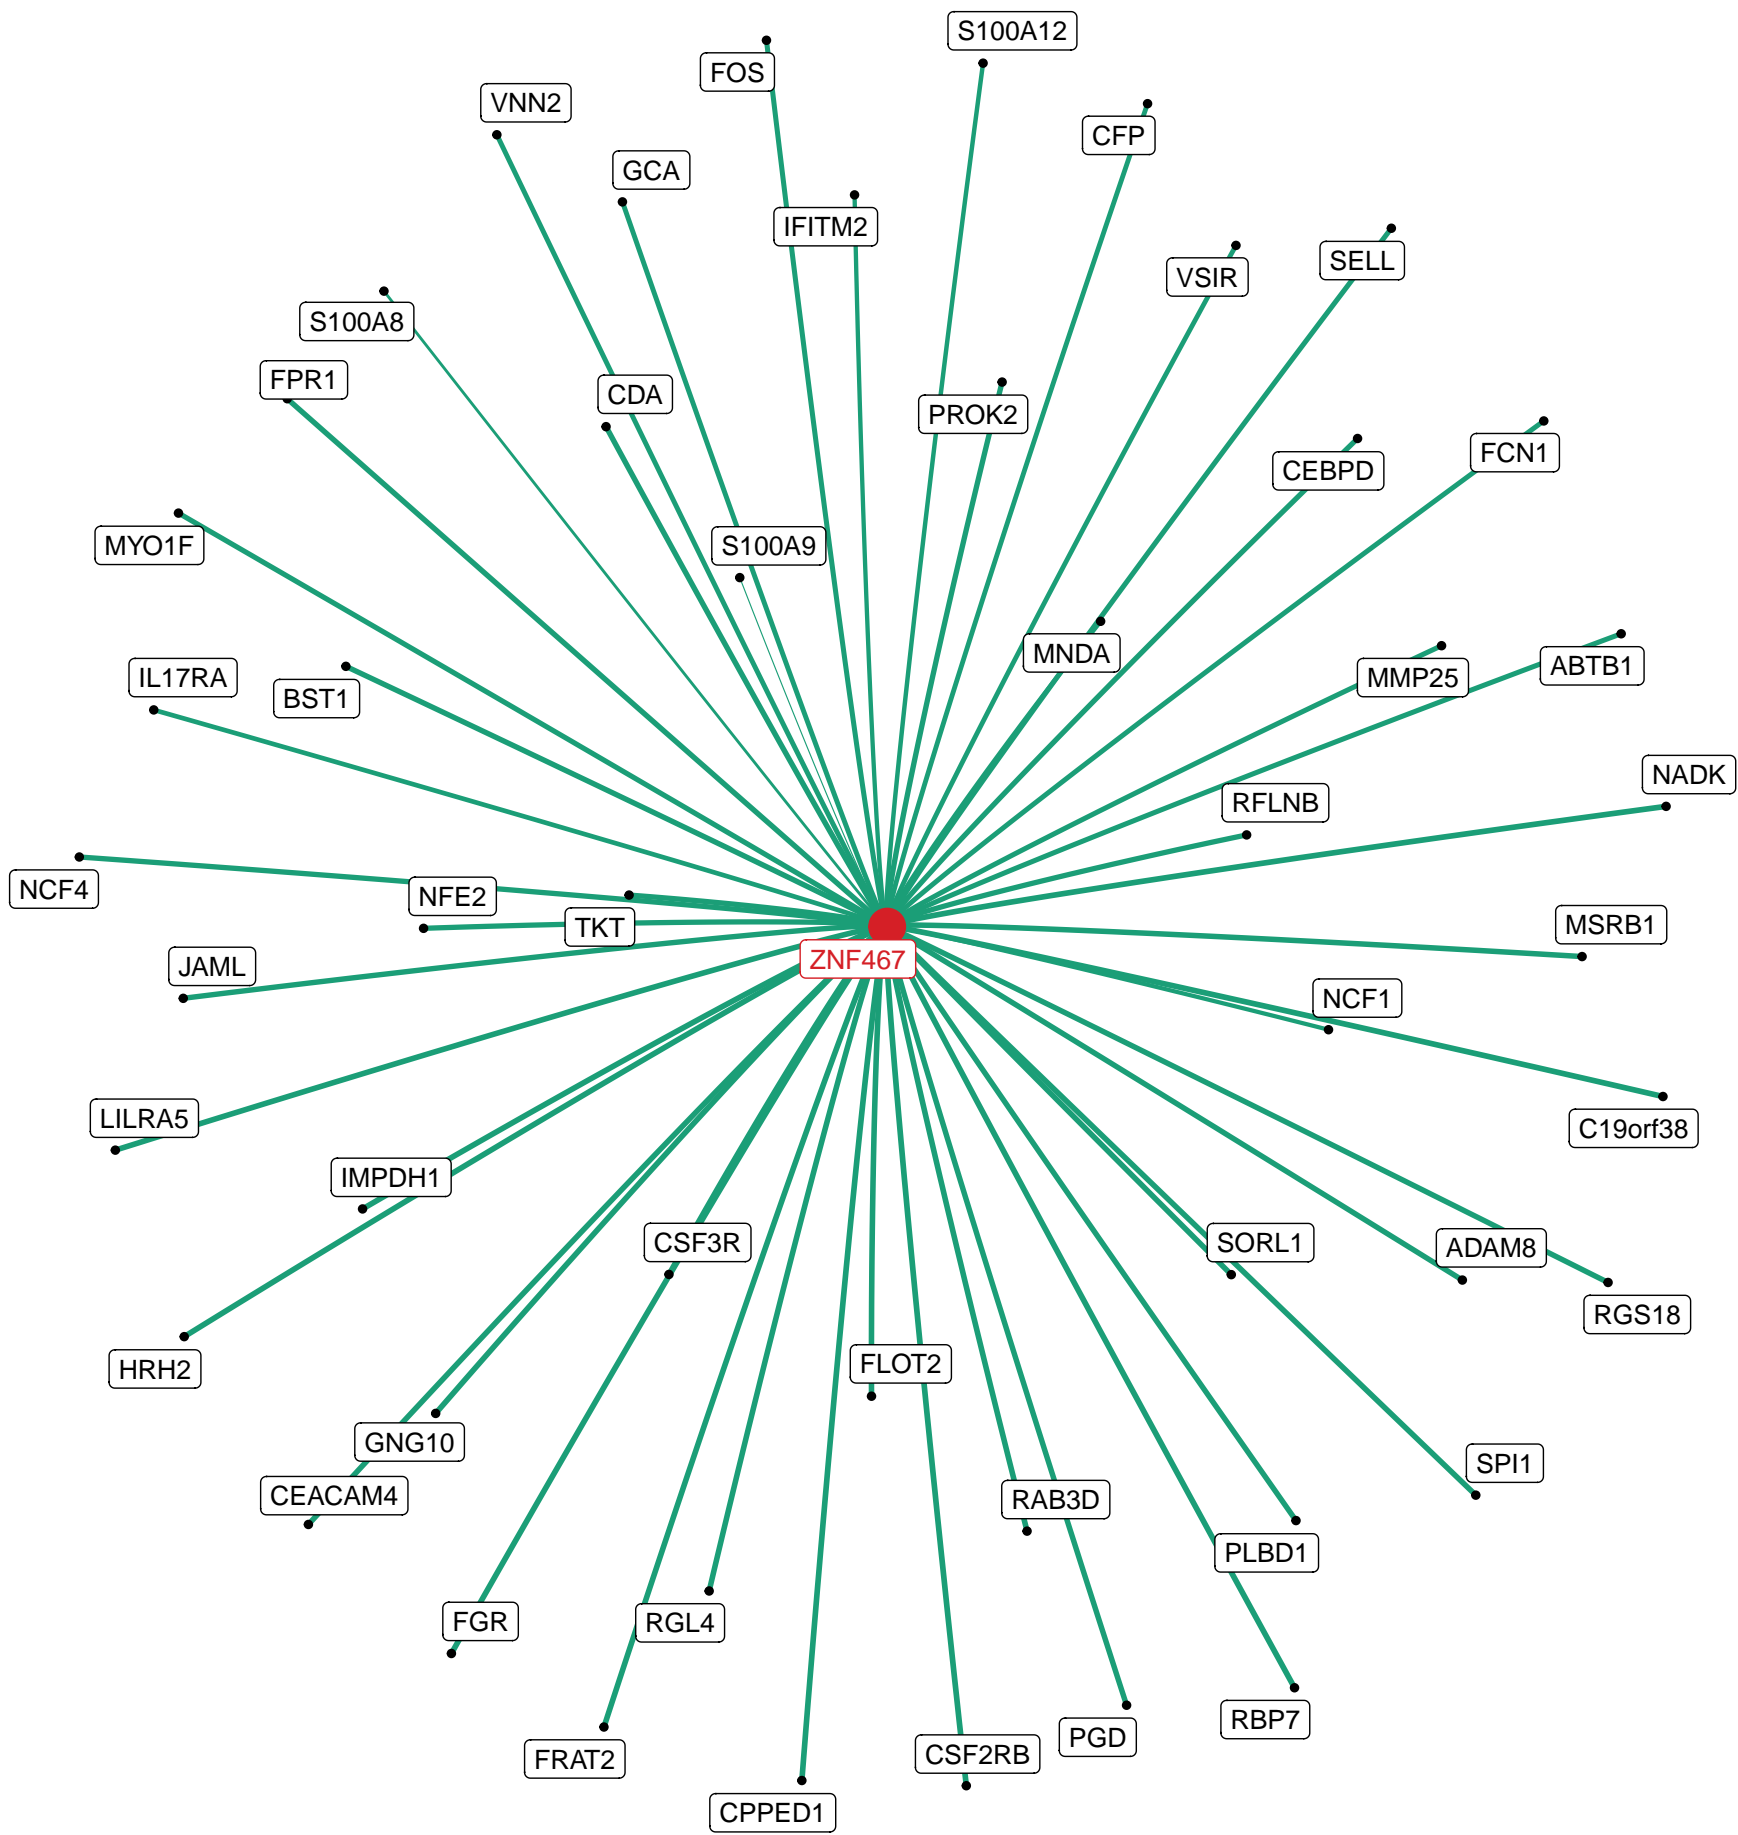 S100A12
FOS
VNN2
CFP
GCA
IFITM2
SELL
VSIR
S100A8
FPR1
CDA
PROK2
FCN1
CEBPD
MYO1F
S100A9
MNDA
ABTB1
IL17RA
MMP25
BST1
NADK
RFLNB
NCF4
NFE2
TKT
MSRB1
ZNF467
JAML
NCF1
LILRA5
C19orf38
IMPDH1
CSF3R
SORL1
ADAM8
RGS18
FLOT2
HRH2
GNG10
SPI1
CEACAM4
RAB3D
PLBD1
FGR
RGL4
RBP7
PGD
CSF2RB
FRAT2
CPPED1